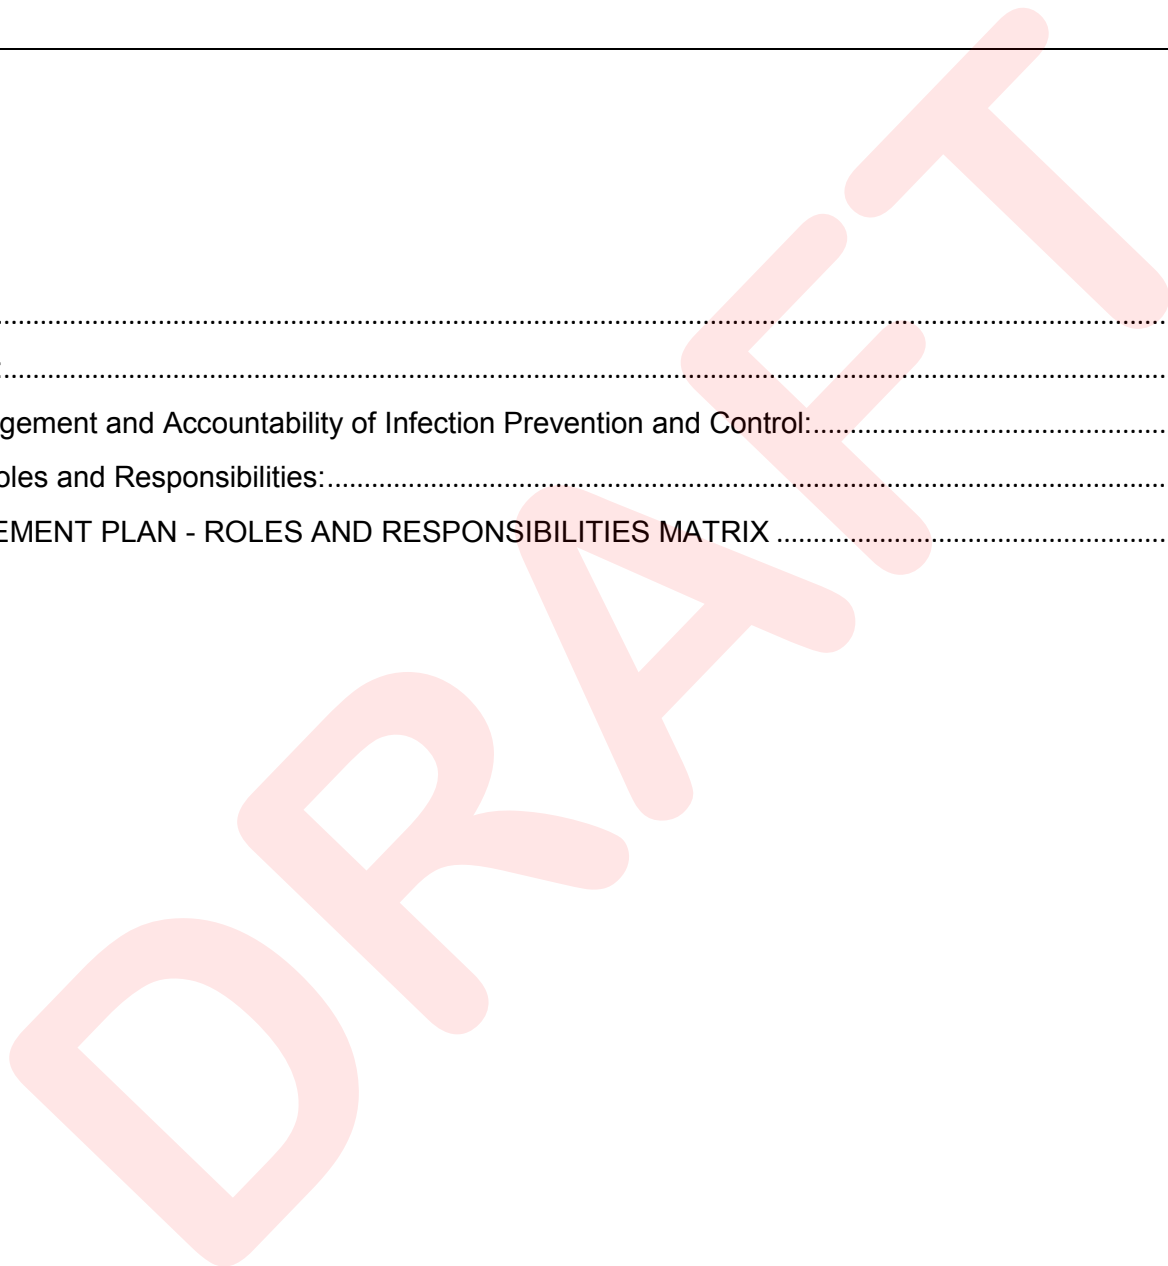 ................................................................................................................................................................
:................................................................................................................................................................
gement and Accountability of Infection Prevention and Control:................................................
oles and Responsibilities:....................................................................................................................
EMENT PLAN - ROLES AND RESPONSIBILITIES MATRIX .....................................................
DRAFT